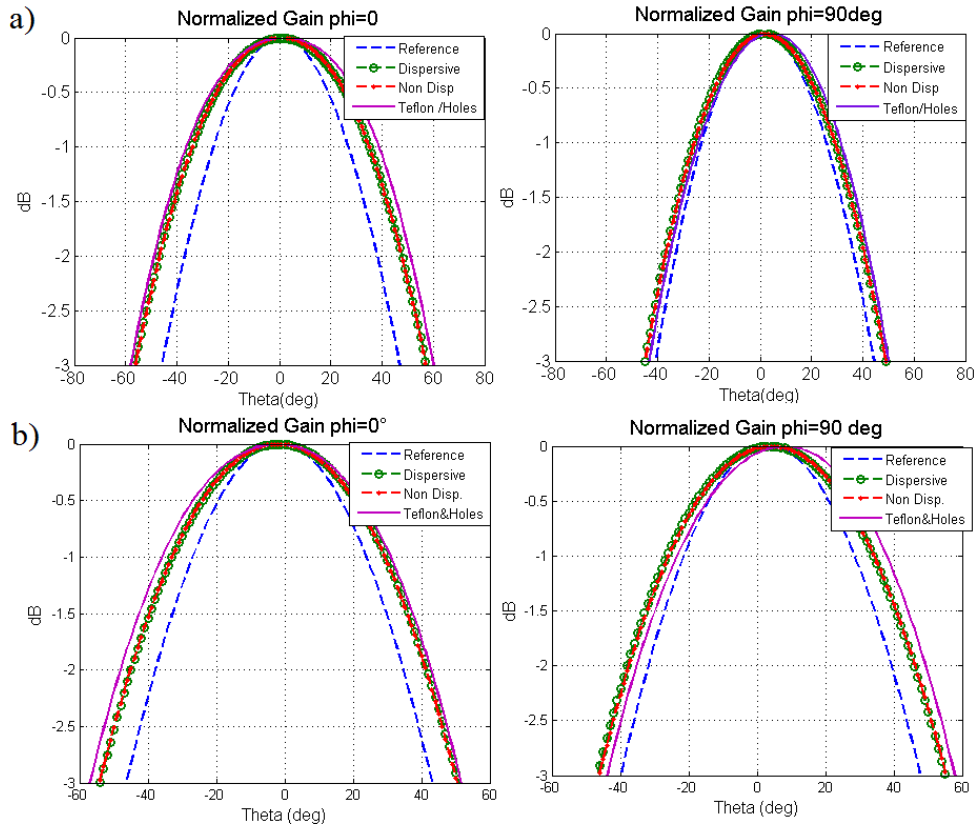 a)
Normalized Gain phi=0
0
-0.5
-1
-1.5
-2
-2.5
-3
dB
-80
-60
-40
-20
0
20
40
60
80
Theta(deg)
Reference
Dispersive
Non Disp
Teflon /Holes
Normalized Gain phi=90deg
0
-0.5
-1
-1.5
-2
-2.5
-3
dB
-80
-60
-40
-20
0
20
40
60
80
Theta(deg)
Reference
Dispersive
Non Disp
Teflon/Holes
b)
Normalized Gain phi=0°
0
-0.5
-1
-1.5
-2
-2.5
-3
dB
-60
-40
-20
0
20
40
60
Theta (deg)
Reference
Dispersive
Non Disp.
Teflon&Holes
Normalized Gain phi=90 deg
0
-0.5
-1
-1.5
-2
-2.5
-3
dB
-60
-40
-20
0
20
40
60
Theta (deg)
Reference
Dispersive
Non Disp.
Teflon&Holes